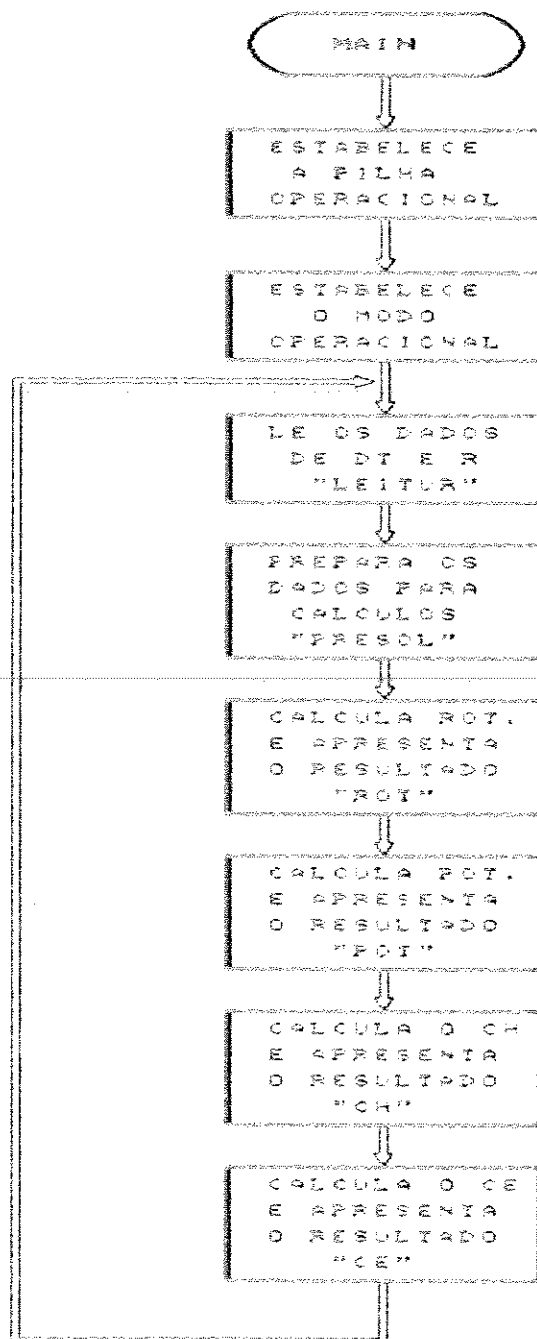 MAIN
ESTABELECE
A PILHA
OPERACIONAL
ESTABELECE
O MODO
OPERACIONAL
LE OS DADOS
DE DT E R
"LEITUR"
PREPARA OS
DADOS PARA
CALCULOS
"PRESOL"
CALCULA ROT.
E APRESENTA
O RESULTADO
"ROT"
CALCULA POT.
E APRESENTA
O RESULTADO
"POT"
CALCULA O CH
E APRESENTA
O RESULTADO
"CH"
CALCULA O CE
E APRESENTA
O RESULTADO
"CE"